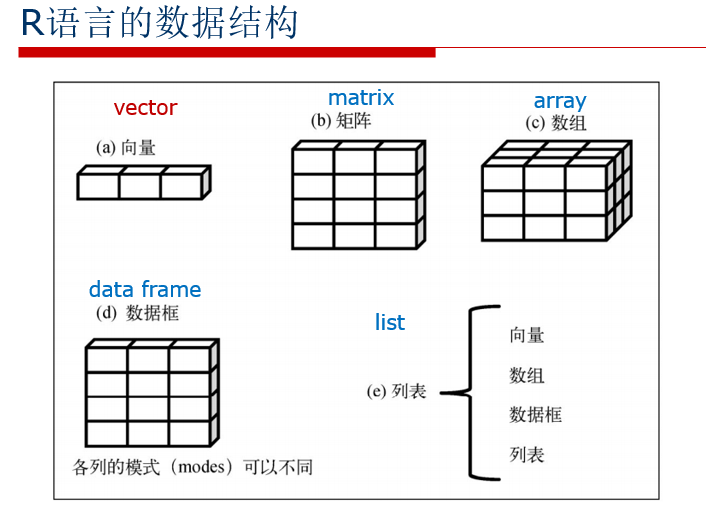 R语言的数据结构
vector
(a) 向量
matrix
(b) 矩阵
array
(c) 数组
data frame
(d) 数据框
各列的模式（modes）可以不同
list
(e) 列表
向量
数组
数据框
列表